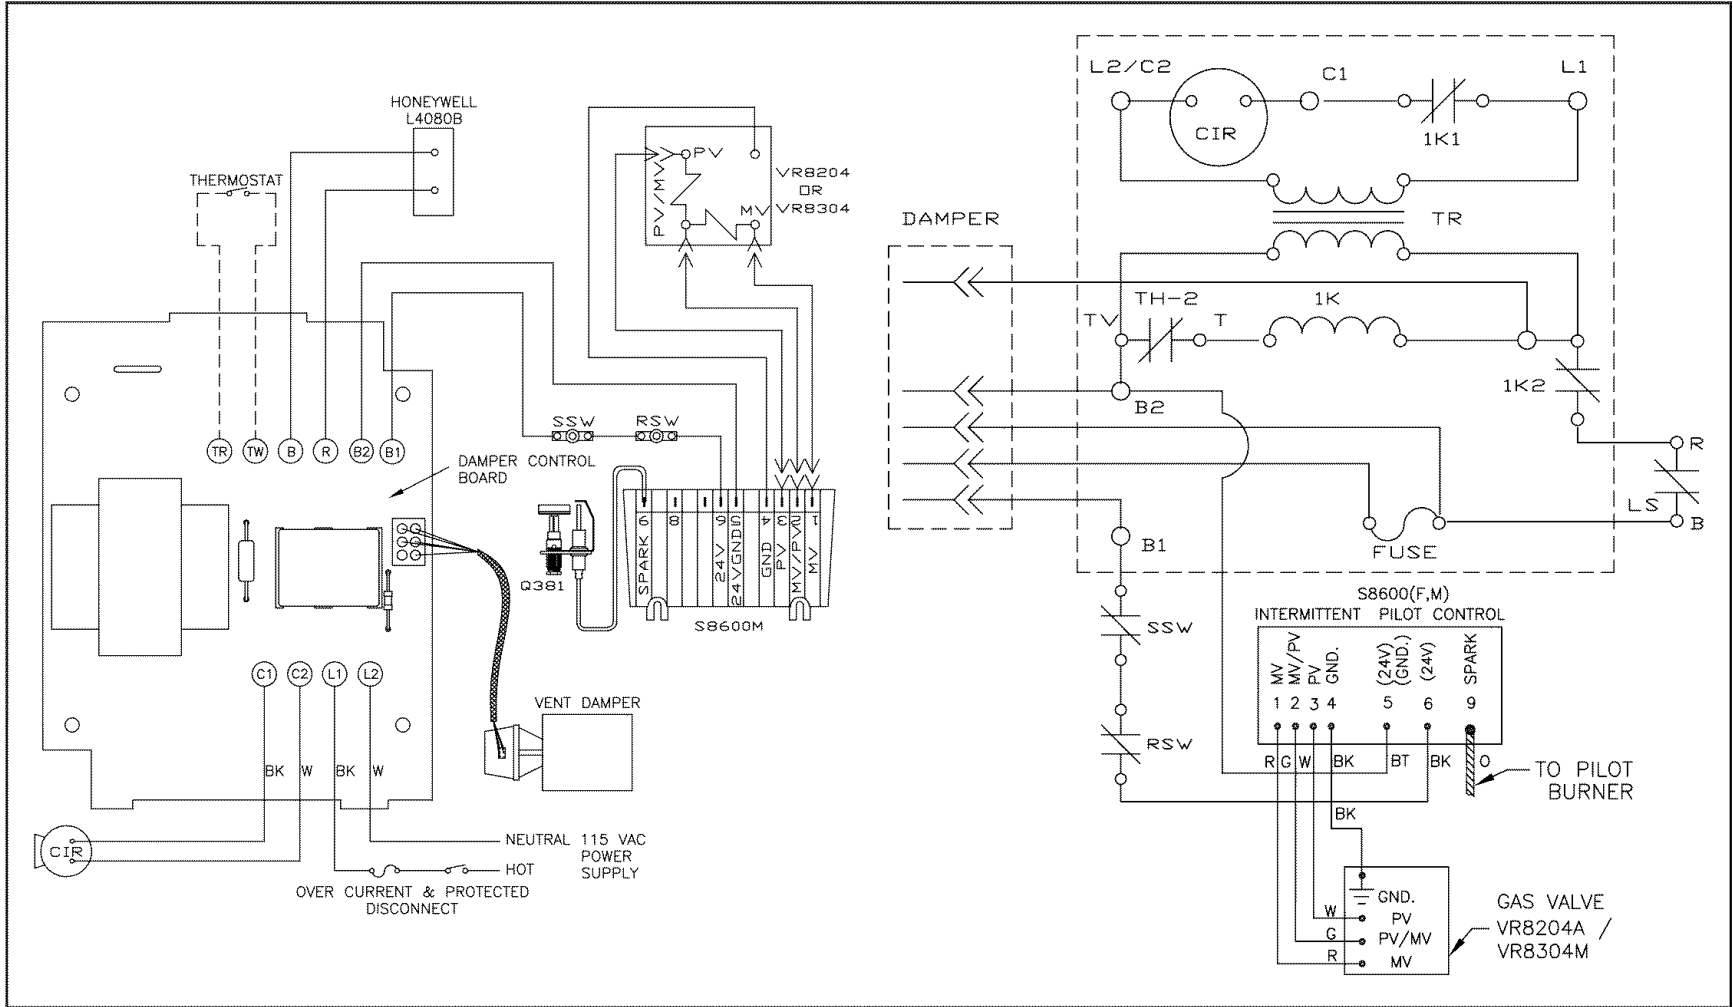 HONEYWELL
L4080B
THERMOSTAT
PV
PV/MV
MV
VR8204
OR
VR8304
TR
TW
B
R
B2
B1
SSW
RSW
DAMPER CONTROL
BOARD
Q381
SPARK 9
8
24V 6
24VGND 5
GND 4
PV 3
MV/PV 2
MV 1
S8600M
C1
C2
L1
L2
VENT DAMPER
BK
W
BK
W
CIR
NEUTRAL 115 VAC
POWER
SUPPLY
HOT
OVER CURRENT & PROTECTED
DISCONNECT
DAMPER
L2/C2
CIR
C1
1K1
L1
TR
TV
TH-2
T
1K
1K2
B2
R
LS
B
FUSE
B1
SSW
RSW
S8600(F,M)
INTERMITTENT PILOT CONTROL
MV
MV/PV
PV
GND.
(24V)
(GND.)
(24V)
SPARK
1 2 3 4 5 6 9
R G W BK BT BK O
TO PILOT
BURNER
BK
GND.
W PV
G PV/MV
R MV
GAS VALVE
VR8204A /
VR8304M